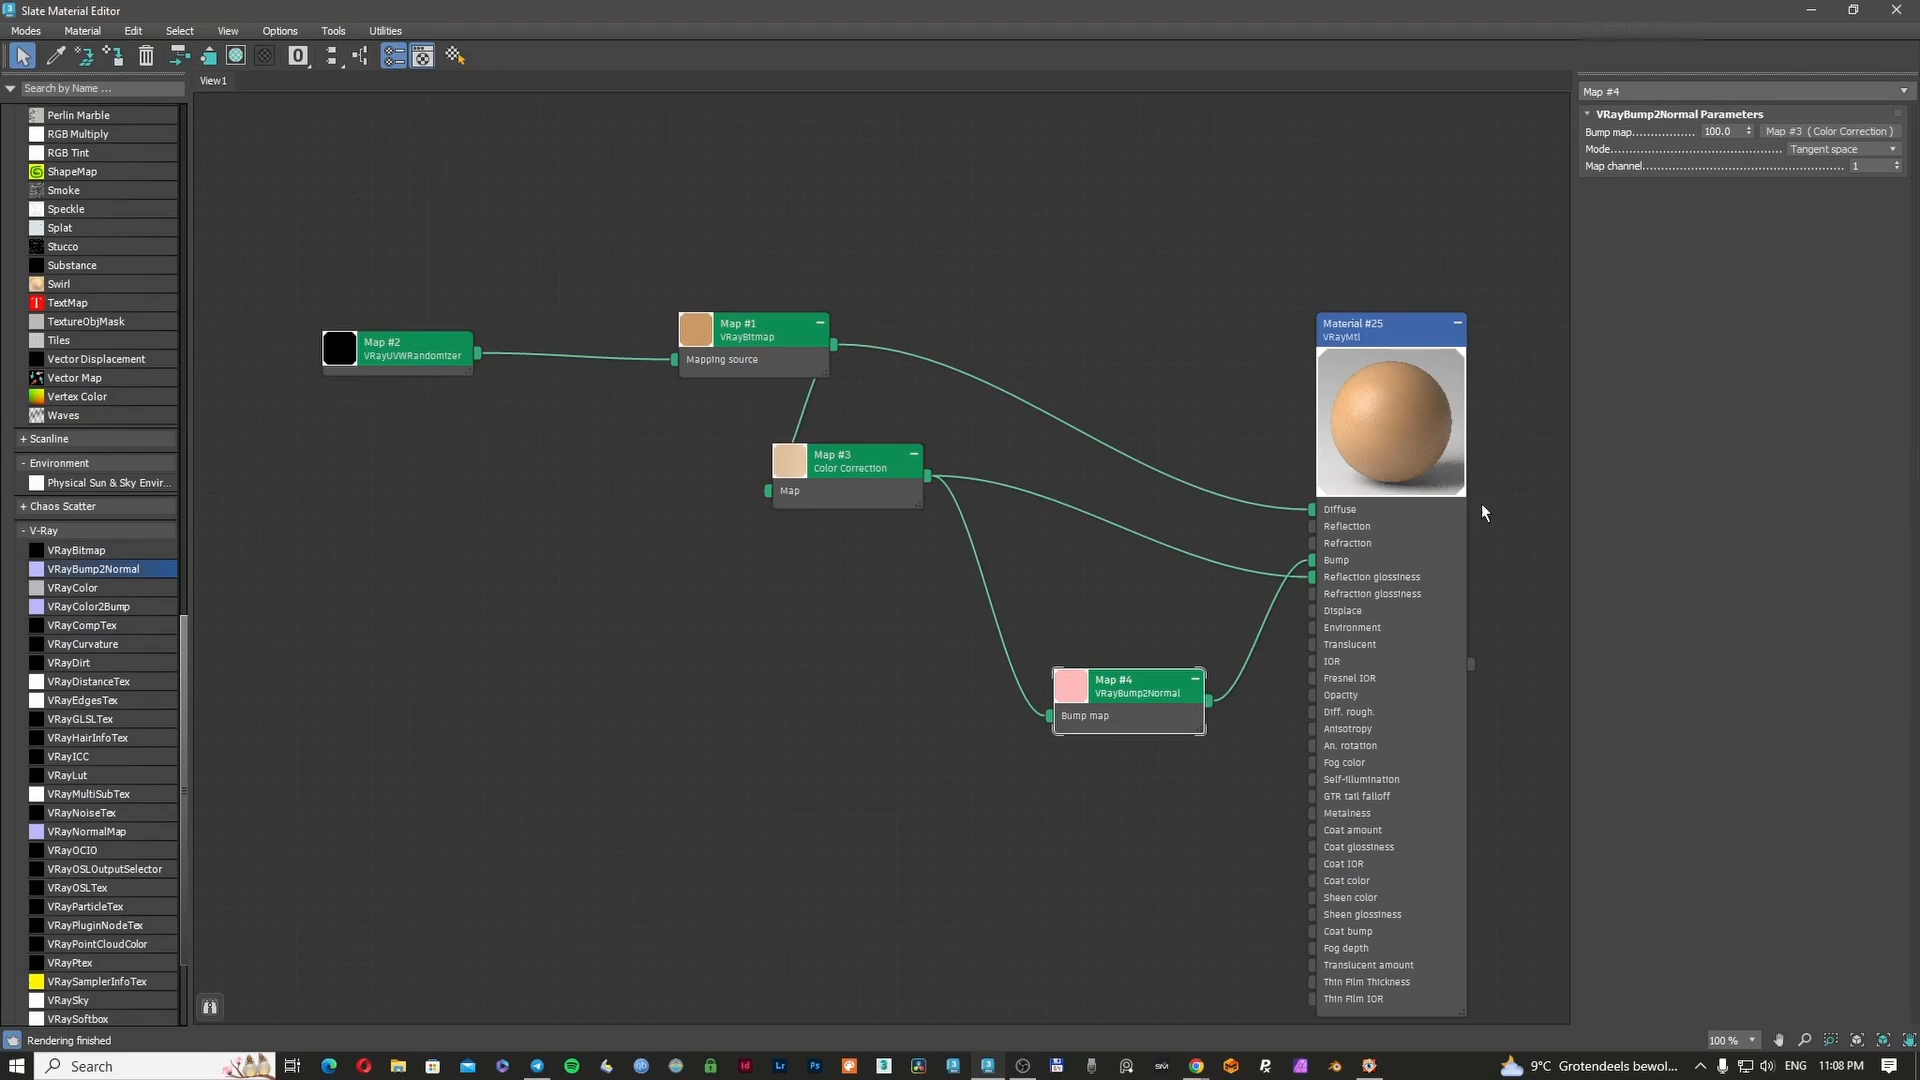 Slate Material Editor
Modes Material Edit Select View Options Tools Utilities
Search by Name ...
View1
Perlin Marble
RGB Multiply
RGB Tint
ShapeMap
Smoke
Speckle
Splat
Stucco
Substance
Swirl
TextMap
TextureObjMask
Tiles
Vector Displacement
Vector Map
Vertex Color
Waves
+ Scanline
- Environment
Physical Sun & Sky Envir...
+ Chaos Scatter
- V-Ray
VRayBitmap
VRayBump2Normal
VRayColor
VRayColor2Bump
VRayCompTex
VRayCurvature
VRayDirt
VRayDistanceTex
VRayEdgesTex
VRayGLSLTex
VRayHairInfoTex
VRayICC
VRayLut
VRayMultiSubTex
VRayNoiseTex
VRayNormalMap
VRayOCIO
VRayOSLOutputSelector
VRayOSLTex
VRayParticleTex
VRayPluginNodeTex
VRayPointCloudColor
VRayPtex
VRaySamplerInfoTex
VRaySky
VRaySoftbox
Map #2
VRayUVWRandomizer
Map #1
VRayBitmap
Mapping source
Map #3
Color Correction
Map
Map #4
VRayBump2Normal
Bump map
Material #25
VRayMtl
Diffuse
Reflection
Refraction
Bump
Reflection glossiness
Refraction glossiness
Displace
Environment
Translucent
IOR
Fresnel IOR
Opacity
Diff. rough.
Anisotropy
An. rotation
Fog color
Self-illumination
GTR tail falloff
Metalness
Coat amount
Coat glossiness
Coat IOR
Coat color
Sheen color
Sheen glossiness
Coat bump
Fog depth
Translucent amount
Thin Film Thickness
Thin Film IOR
Map #4
VRayBump2Normal Parameters
Bump map................ 100.0 Map #3 ( Color Correction )
Mode............................................. Tangent space
Map channel.......................................................... 1
Rendering finished
100 %
Search
9°C Grotendeels bewol... ENG 11:08 PM